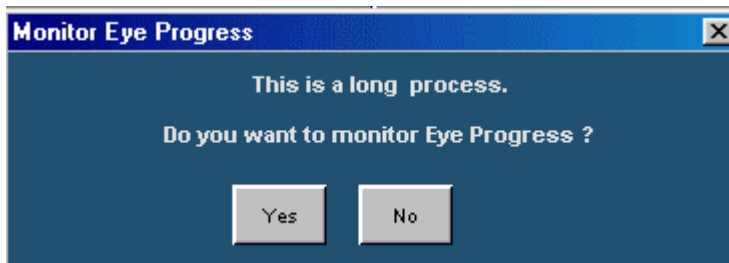 Monitor Eye Progress
This is a long process.
Do you want to monitor Eye Progress ?
Yes No